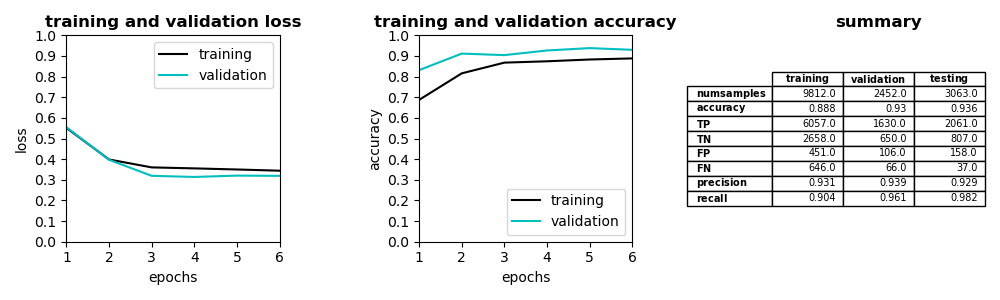 training and validation loss
1.0
0.9
0.8
0.7
0.6
0.5
0.4
0.3
0.2
0.1
0.0
loss
training
validation
1 2 3 4 5 6
epochs
training and validation accuracy
1.0
0.9
0.8
0.7
0.6
0.5
0.4
0.3
0.2
0.1
0.0
accuracy
training
validation
1 2 3 4 5 6
epochs
summary
training validation testing
numsamples 9812.0 2452.0 3063.0
accuracy 0.888 0.93 0.936
TP 6057.0 1630.0 2061.0
TN 2658.0 650.0 807.0
FP 451.0 106.0 158.0
FN 646.0 66.0 37.0
precision 0.931 0.939 0.929
recall 0.904 0.961 0.982